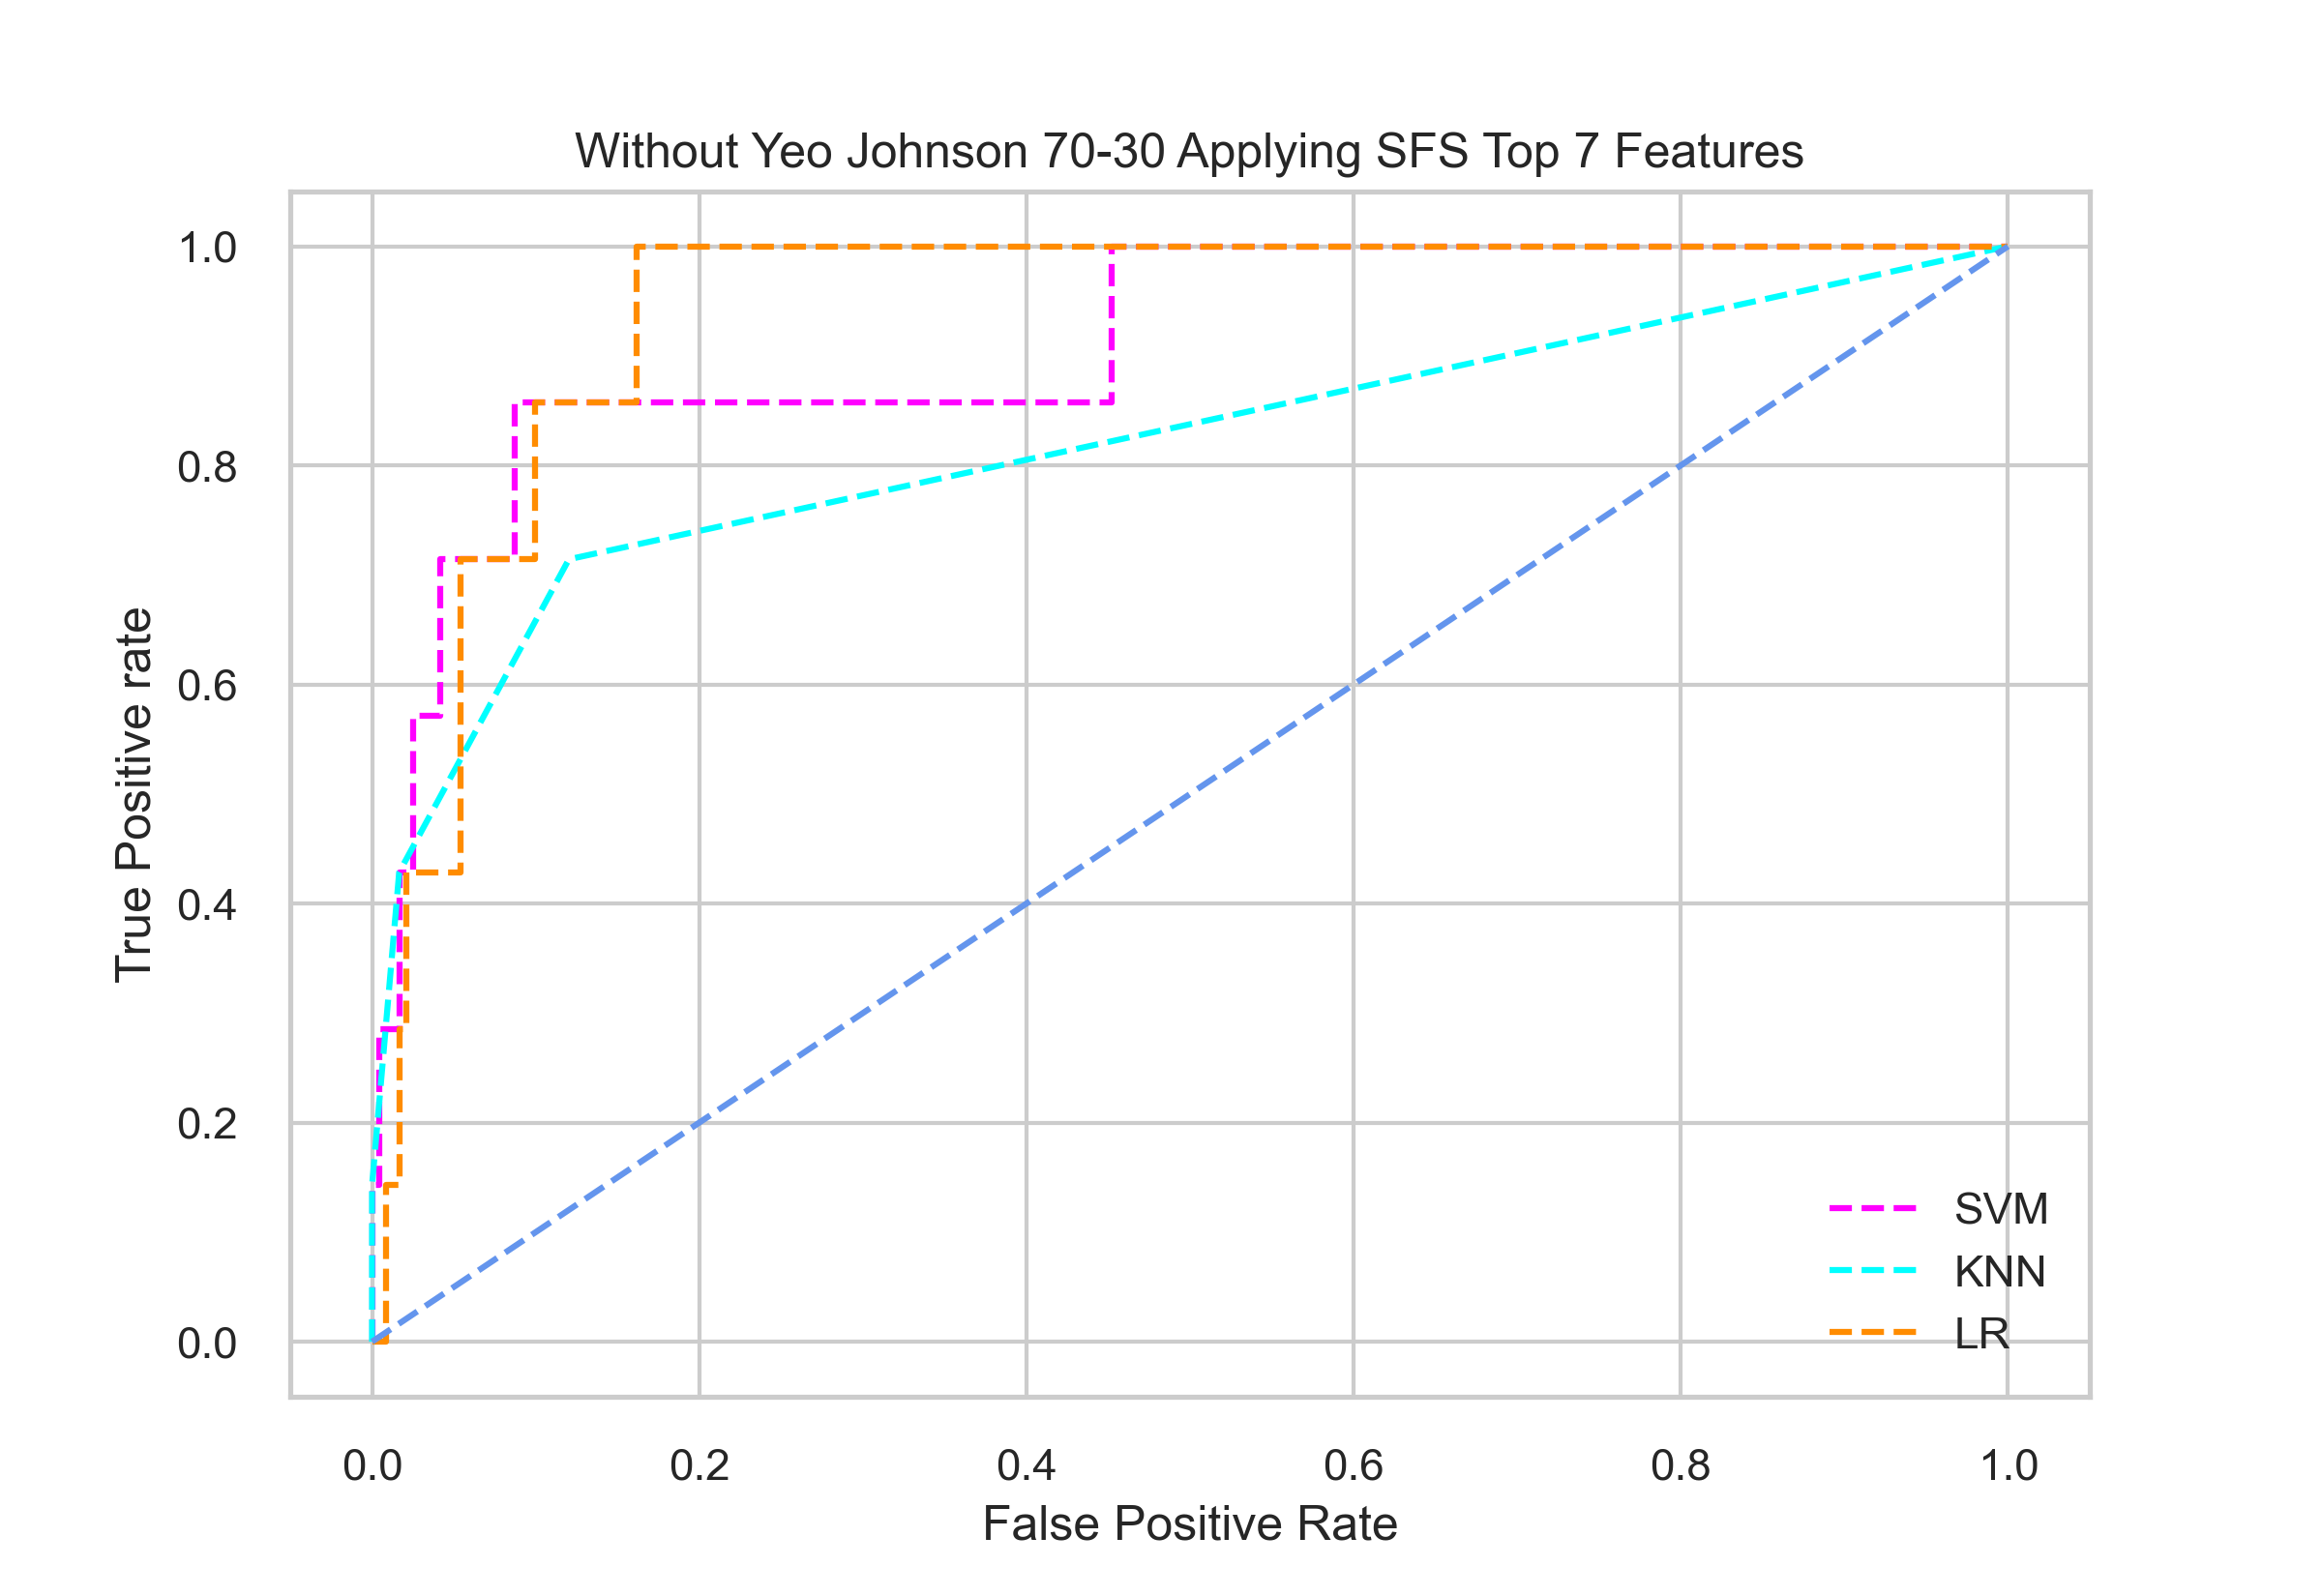 Without Yeo Johnson 70-30 Applying SFS Top 7 Features
1.0
0.8
0.6
0.4
0.2
0.0
True Positive rate
SVM
KNN
LR
0.0 0.2 0.4 0.6 0.8 1.0
False Positive Rate